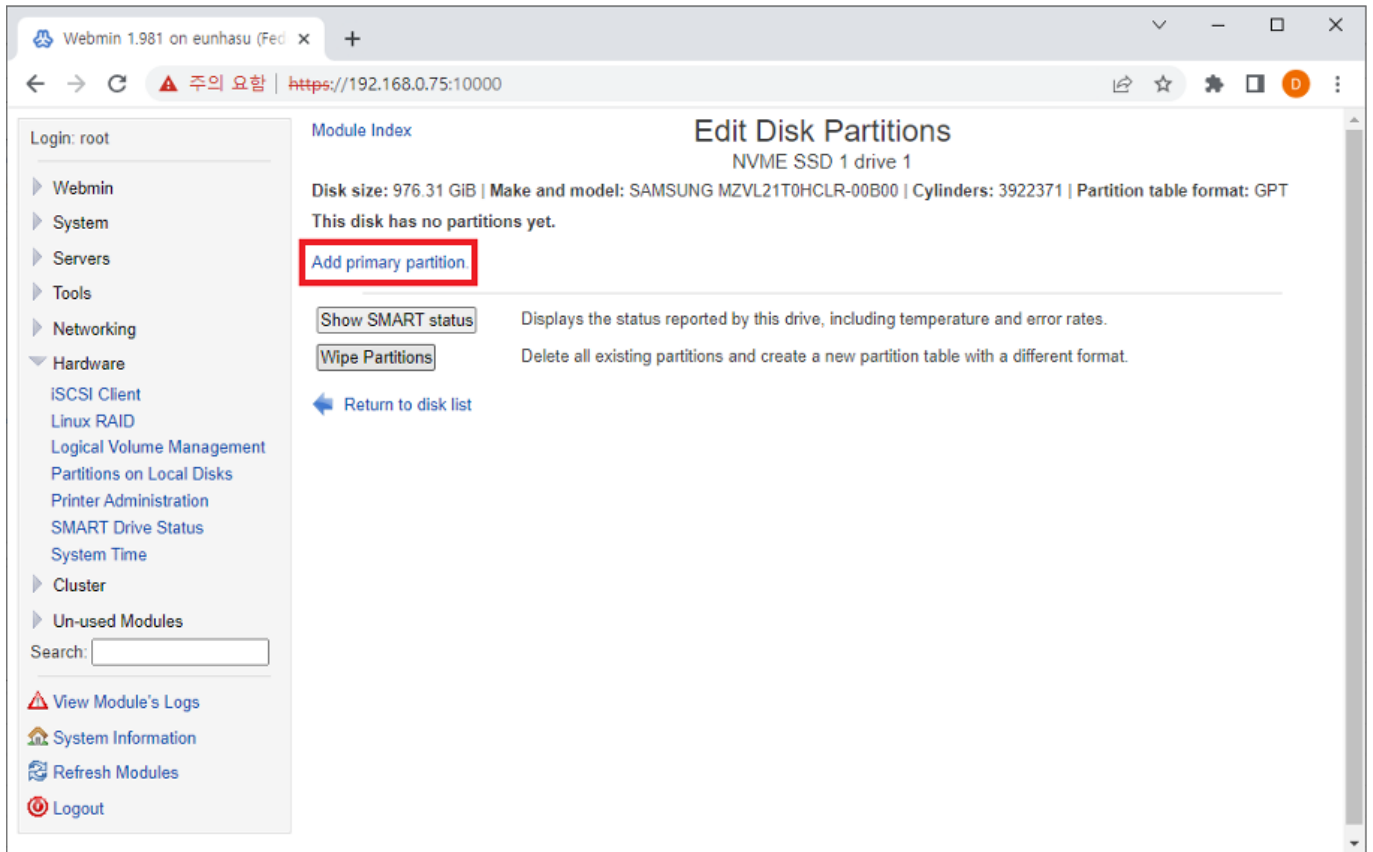 Webmin 1.981 on eunhasu (Fed
주의 요함 | https://192.168.0.75:10000
D
Login: root
Webmin
System
Servers
Tools
Networking
Hardware
iSCSI Client
Linux RAID
Logical Volume Management
Partitions on Local Disks
Printer Administration
SMART Drive Status
System Time
Cluster
Un-used Modules
Search:
View Module's Logs
System Information
Refresh Modules
Logout
Module Index
Edit Disk Partitions
NVME SSD 1 drive 1
Disk size: 976.31 GiB | Make and model: SAMSUNG MZVL21T0HCLR-00B00 | Cylinders: 3922371 | Partition table format: GPT
This disk has no partitions yet.
Add primary partition.
Show SMART status Displays the status reported by this drive, including temperature and error rates.
Wipe Partitions Delete all existing partitions and create a new partition table with a different format.
Return to disk list